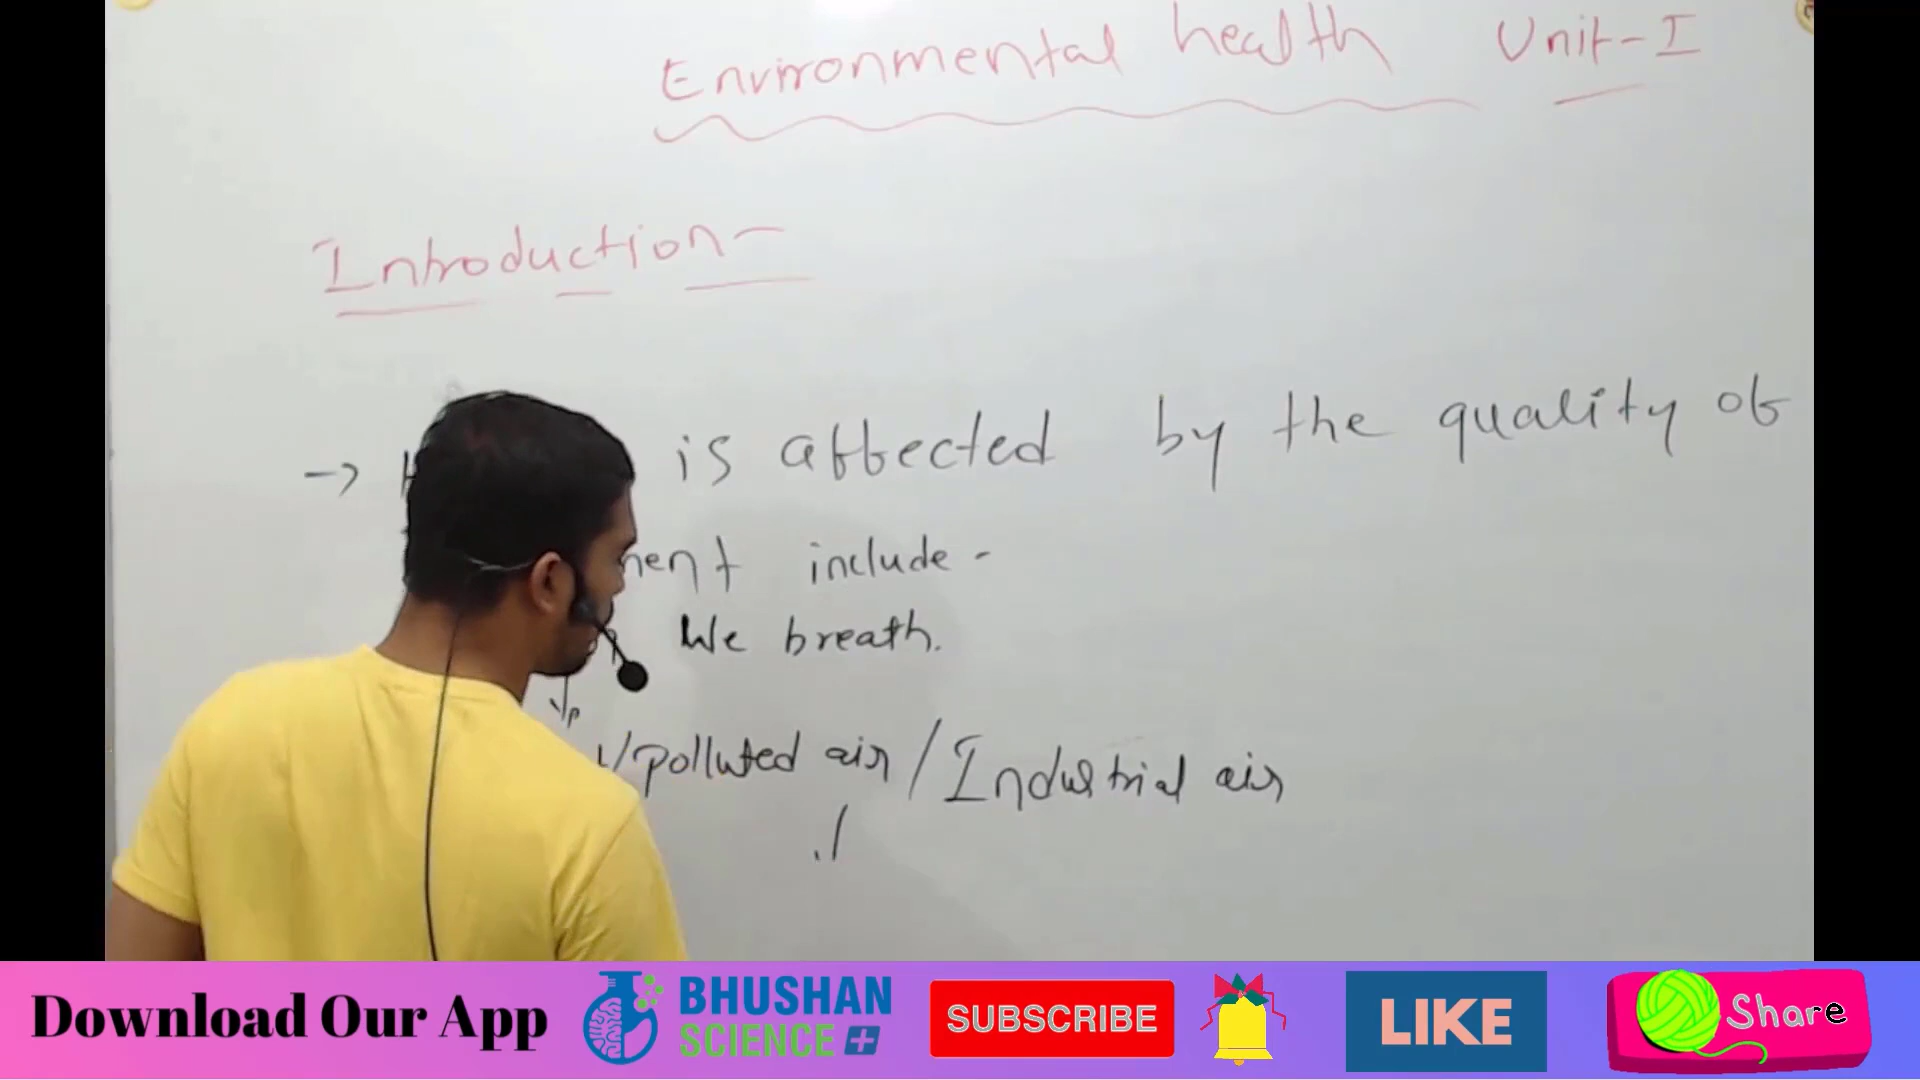 Environmental health Unit-I
Introduction-
→ is affected by the quality of
include -
We breath.
/polluted air / Industrial air
Download Our App
BHUSHAN
SCIENCE
SUBSCRIBE
LIKE
Share